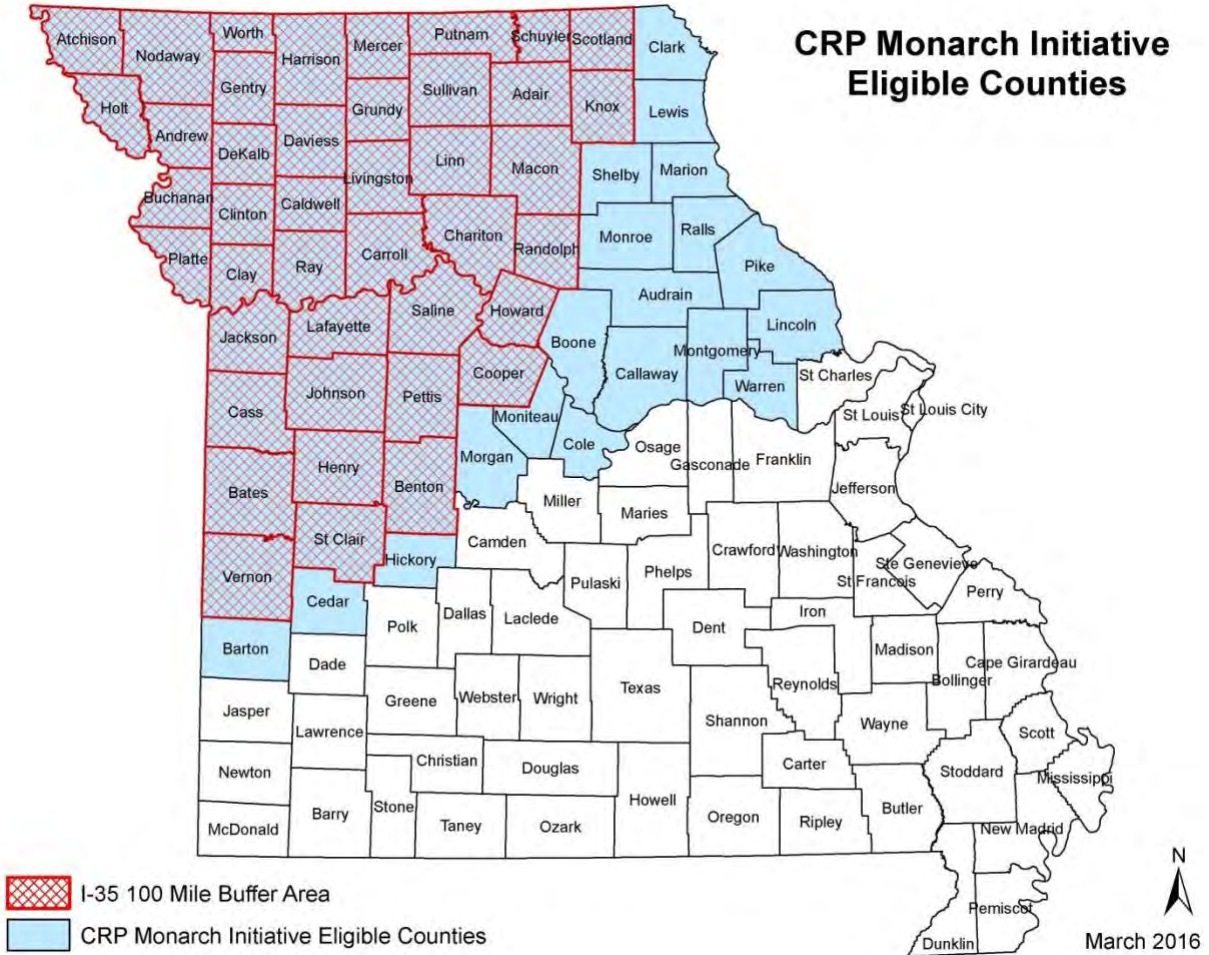 CRP Monarch Initiative
Eligible Counties
Atchison
Nodaway
Worth
Harrison
Mercer
Putnam
Schuyler
Scotland
Clark
Holt
Gentry
Grundy
Sullivan
Adair
Knox
Lewis
Andrew
DeKalb
Daviess
Livingston
Linn
Macon
Shelby
Marion
Buchanan
Clinton
Caldwell
Chariton
Randolph
Monroe
Ralls
Platte
Clay
Ray
Carroll
Pike
Audrain
Jackson
Lafayette
Saline
Howard
Boone
Lincoln
Montgomery
Callaway
Warren
St Charles
Cass
Johnson
Pettis
Cooper
Moniteau
Cole
Osage
Gasconade
Franklin
St Louis
St Louis City
Bates
Henry
Benton
Morgan
Miller
Maries
Jefferson
Vernon
St Clair
Hickory
Camden
Pulaski
Phelps
Crawford
Washington
Ste Genevieve
St Francois
Perry
Barton
Cedar
Polk
Dallas
Laclede
Dent
Iron
Madison
Cape Girardeau
Bollinger
Dade
Jasper
Lawrence
Greene
Webster
Wright
Texas
Shannon
Reynolds
Wayne
Scott
Newton
Christian
Douglas
Howell
Carter
Stoddard
Mississippi
McDonald
Barry
Stone
Taney
Ozark
Oregon
Ripley
Butler
New Madrid
Pemiscot
Dunklin
I-35 100 Mile Buffer Area
CRP Monarch Initiative Eligible Counties
N
March 2016